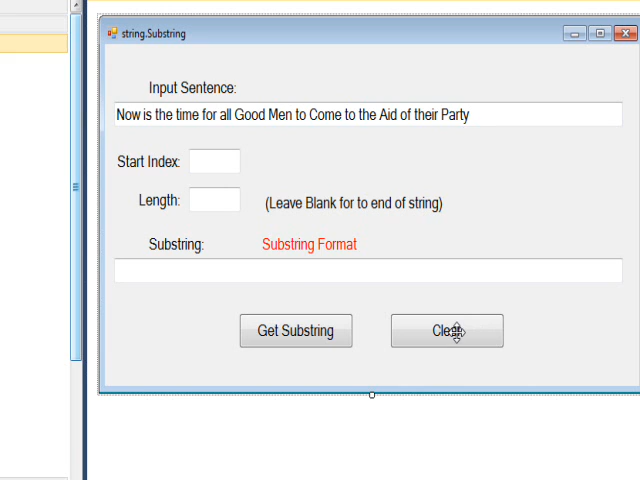 string.Substring
Input Sentence:
Now is the time for all Good Men to Come to the Aid of their Party
Start Index:
Length:
(Leave Blank for to end of string)
Substring:
Substring Format
Get Substring
Clear